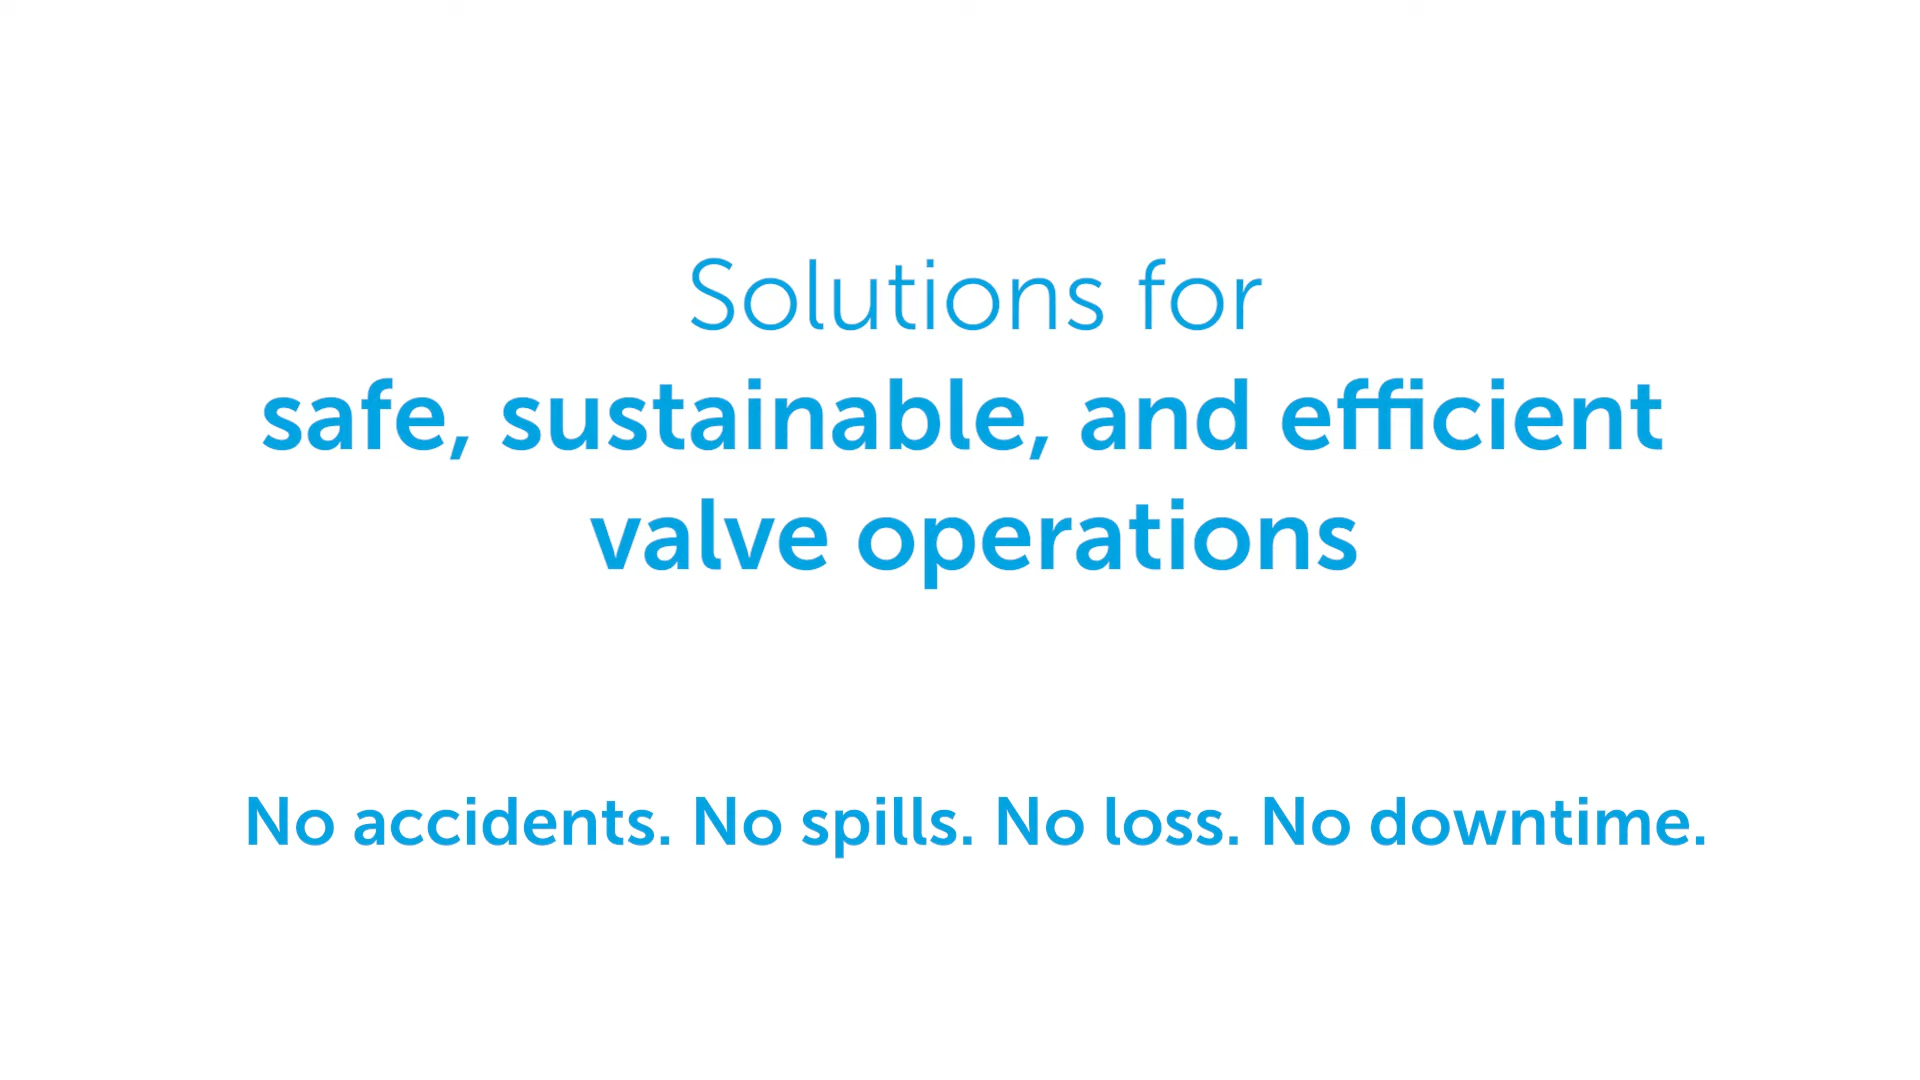 Solutions for
safe, sustainable, and efficient
valve operations
No accidents. No spills. No loss. No downtime.